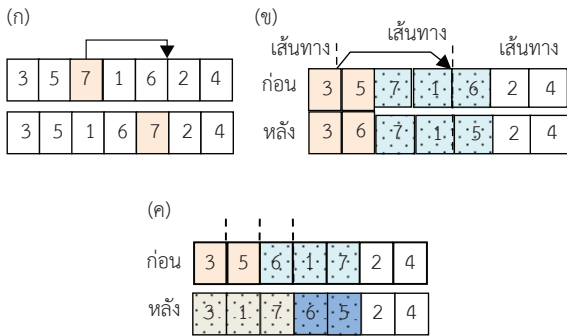 (ก)
3 5 7 1 6 2 4
3 5 1 6 7 2 4
(ข)
เส้นทาง เส้นทาง เส้นทาง
ก่อน 3 5 7 1 6 2 4
หลัง 3 6 7 1 5 2 4
(ค)
ก่อน 3 5 6 1 7 2 4
หลัง 3 1 7 6 5 2 4